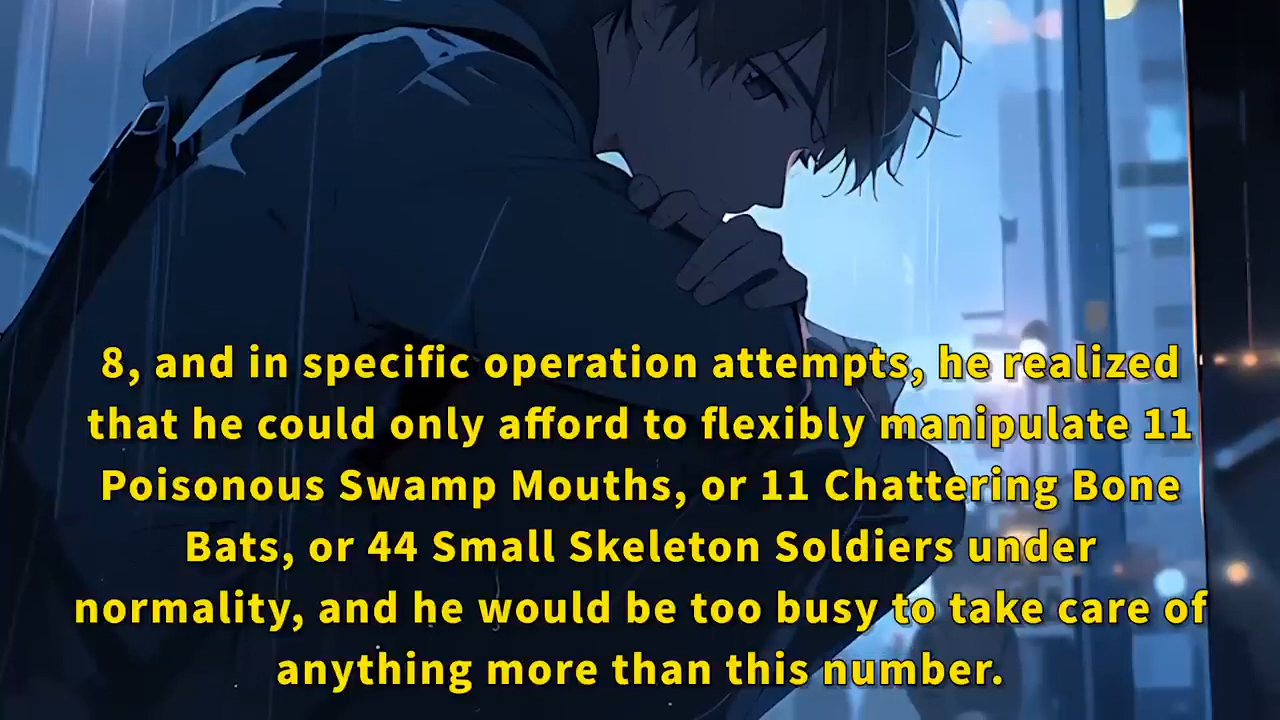 8, and in specific operation attempts, he realized
that he could only afford to flexibly manipulate 11
Poisonous Swamp Mouths, or 11 Chattering Bone
Bats, or 44 Small Skeleton Soldiers under
normality, and he would be too busy to take care of
anything more than this number.